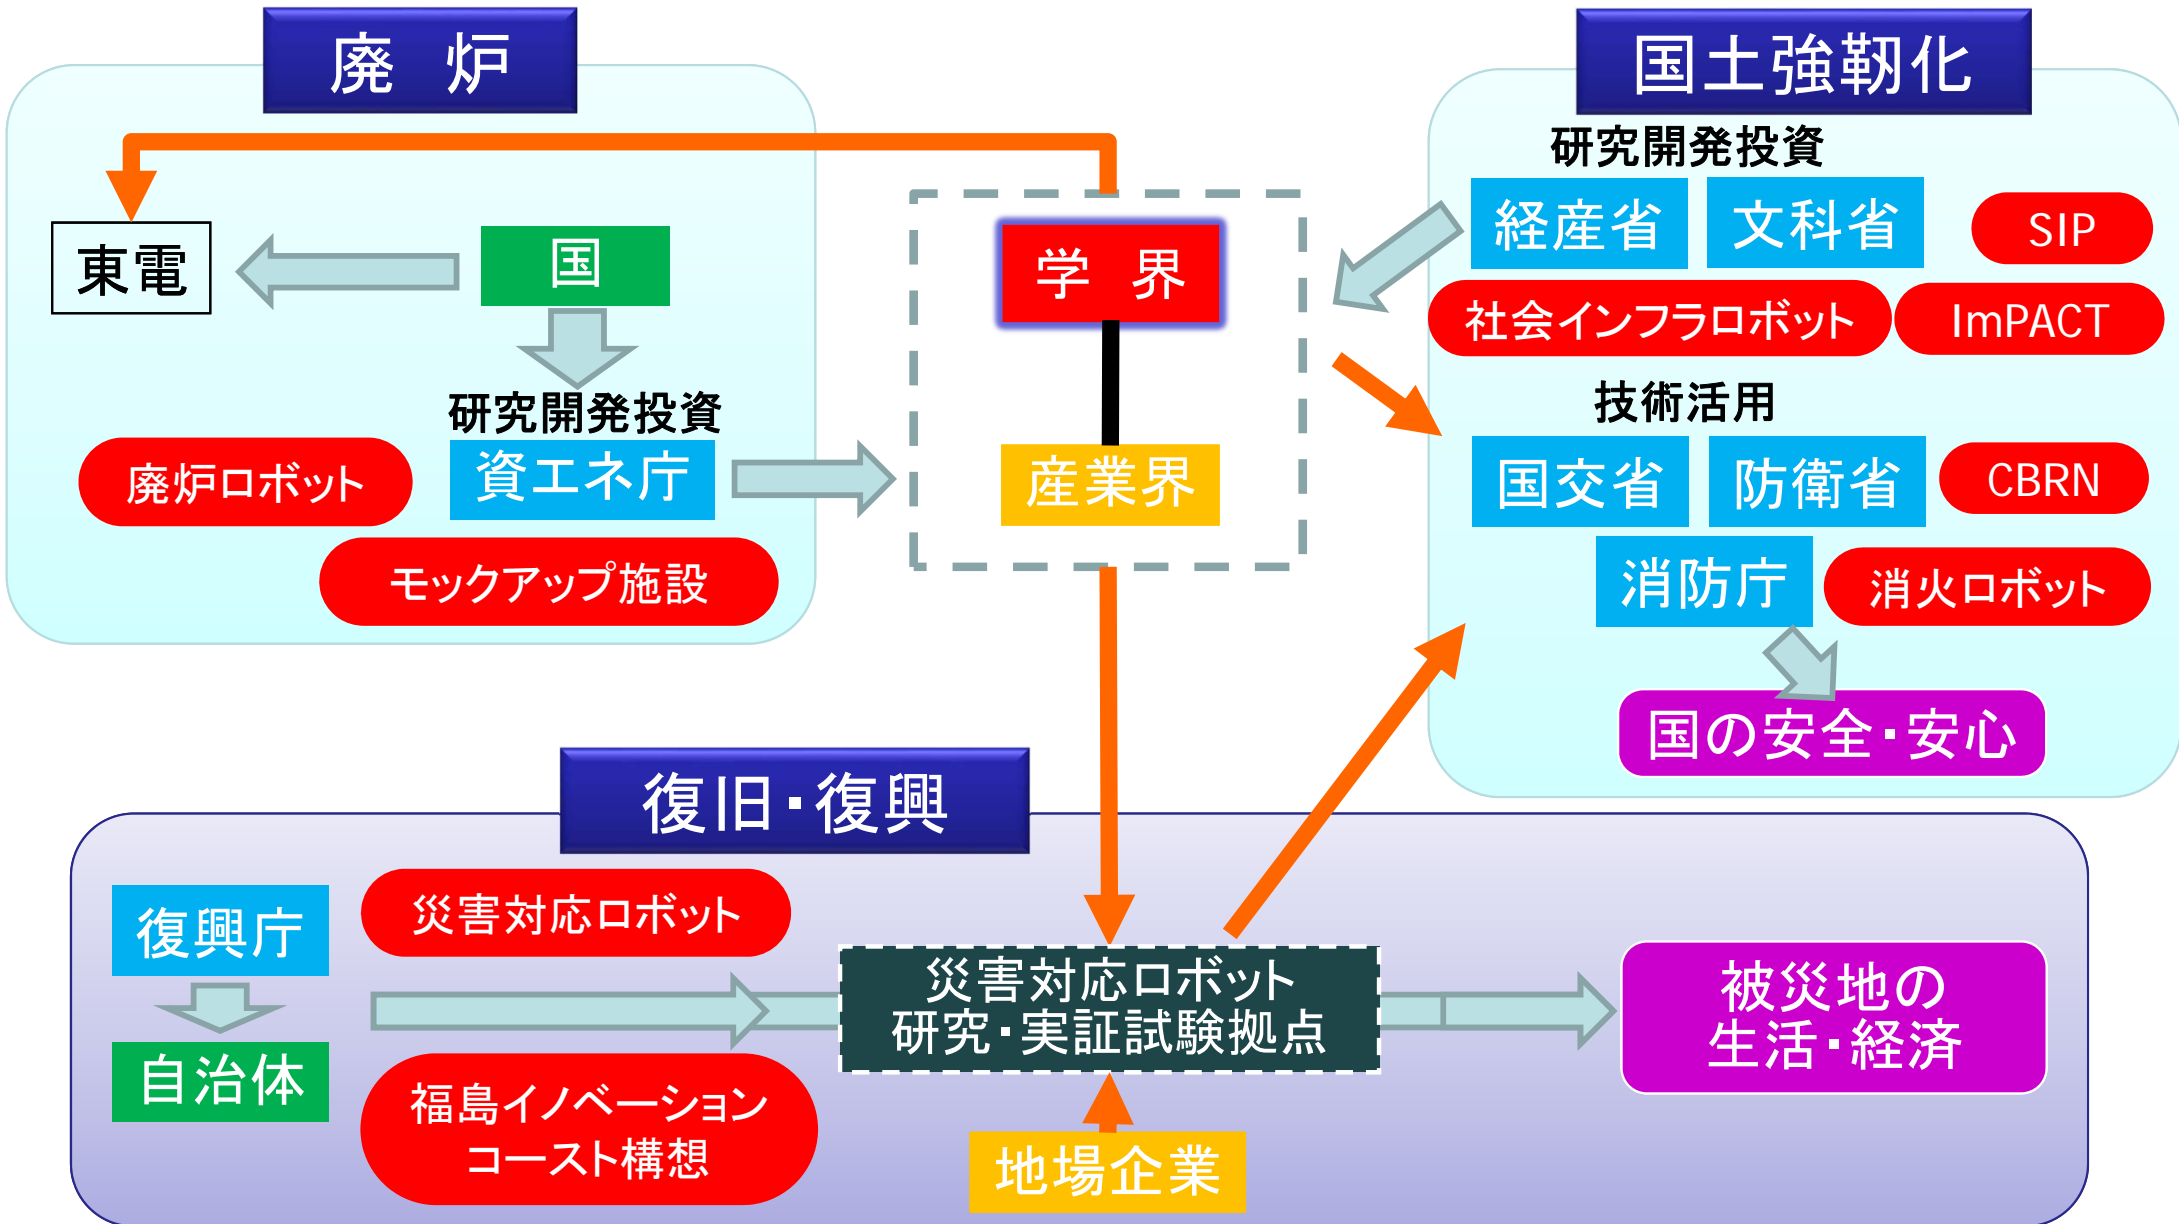 廃　炉
東電
国
研究開発投資
資エネ庁
廃炉ロボット
モックアップ施設
学　界
産業界
国土強靭化
研究開発投資
経産省
文科省
SIP
社会インフラロボット
ImPACT
技術活用
国交省
防衛省
CBRN
消防庁
消火ロボット
国の安全・安心
復旧・復興
復興庁
自治体
災害対応ロボット
福島イノベーション
コースト構想
災害対応ロボット
研究・実証試験拠点
地場企業
被災地の
生活・経済